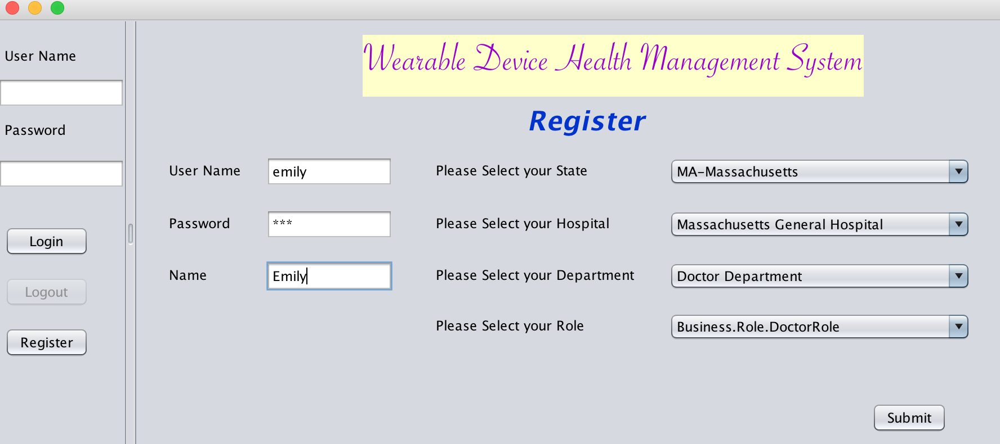 Wearable Device Health Management System
Register
User Name
Password
Login
Logout
Register
User Name emily Please Select your State MA-Massachusetts
Password *** Please Select your Hospital Massachusetts General Hospital
Name Emily Please Select your Department Doctor Department
Please Select your Role Business.Role.DoctorRole
Submit